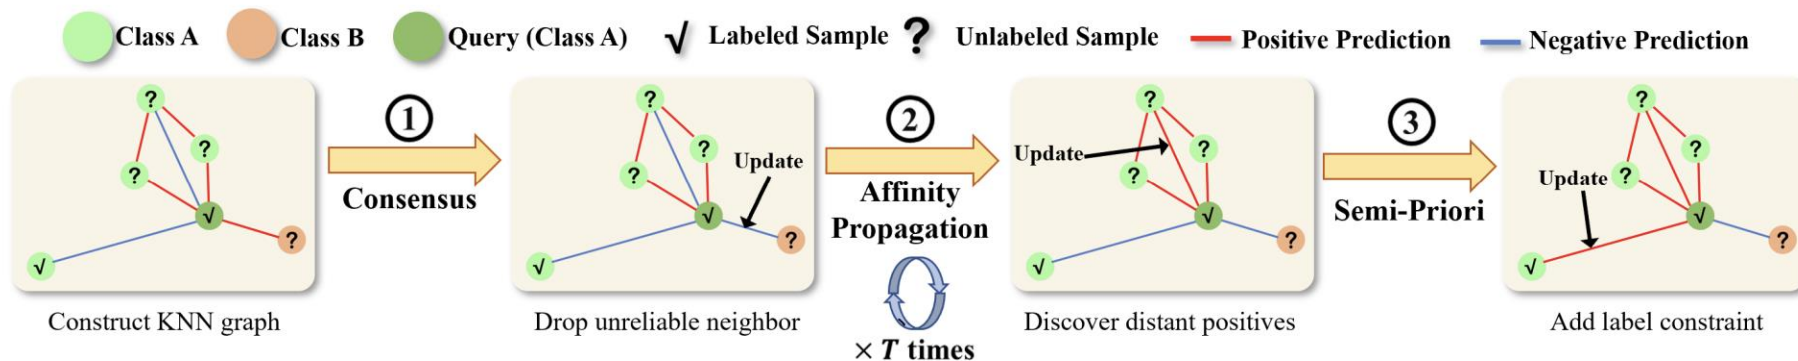 Class A
Class B
Query (Class A)
√ Labeled Sample
? Unlabeled Sample
Positive Prediction
Negative Prediction
?
?
?
√
?
√
Construct KNN graph
1
Consensus
?
?
?
Update
√
?
√
Drop unreliable neighbor
2
Affinity
Propagation
× T times
?
Update
?
?
√
?
√
Discover distant positives
3
Semi-Priori
?
?
?
Update
√
?
√
Add label constraint